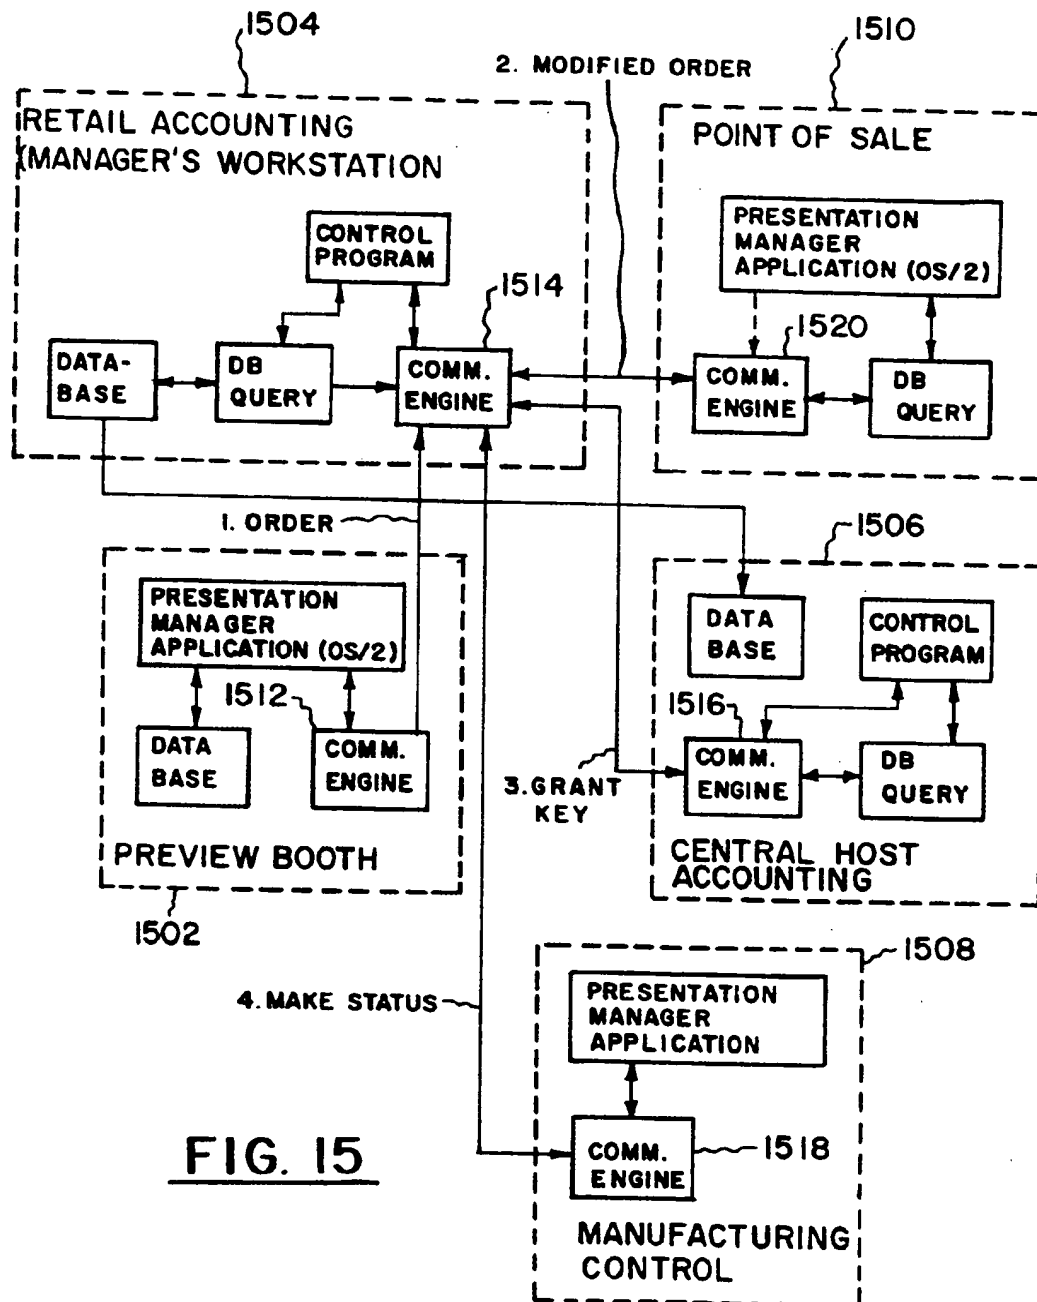 1504
1510
2. MODIFIED ORDER
RETAIL ACCOUNTING
(MANAGER'S WORKSTATION
POINT OF SALE
CONTROL
PROGRAM
PRESENTATION
MANAGER
APPLICATION (OS/2)
1514
1520
DATA-
BASE
DB
QUERY
COMM.
ENGINE
COMM.
ENGINE
DB
QUERY
1. ORDER
1506
PRESENTATION
MANAGER
APPLICATION (OS/2)
DATA
BASE
CONTROL
PROGRAM
1512
1516
DATA
BASE
COMM.
ENGINE
COMM.
ENGINE
DB
QUERY
3. GRANT
KEY
PREVIEW BOOTH
CENTRAL HOST
ACCOUNTING
1502
1508
4. MAKE STATUS
PRESENTATION
MANAGER
APPLICATION
COMM.
ENGINE
1518
FIG. 15
MANUFACTURING
CONTROL